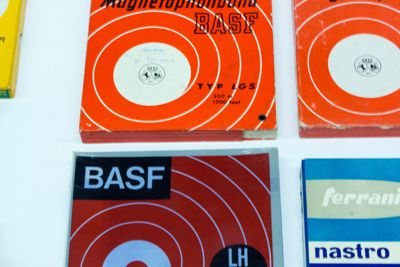 Magnetophonband
BASF
TYP LGS
350 m
1200 feet
BASF
LH
ferrani
nastro